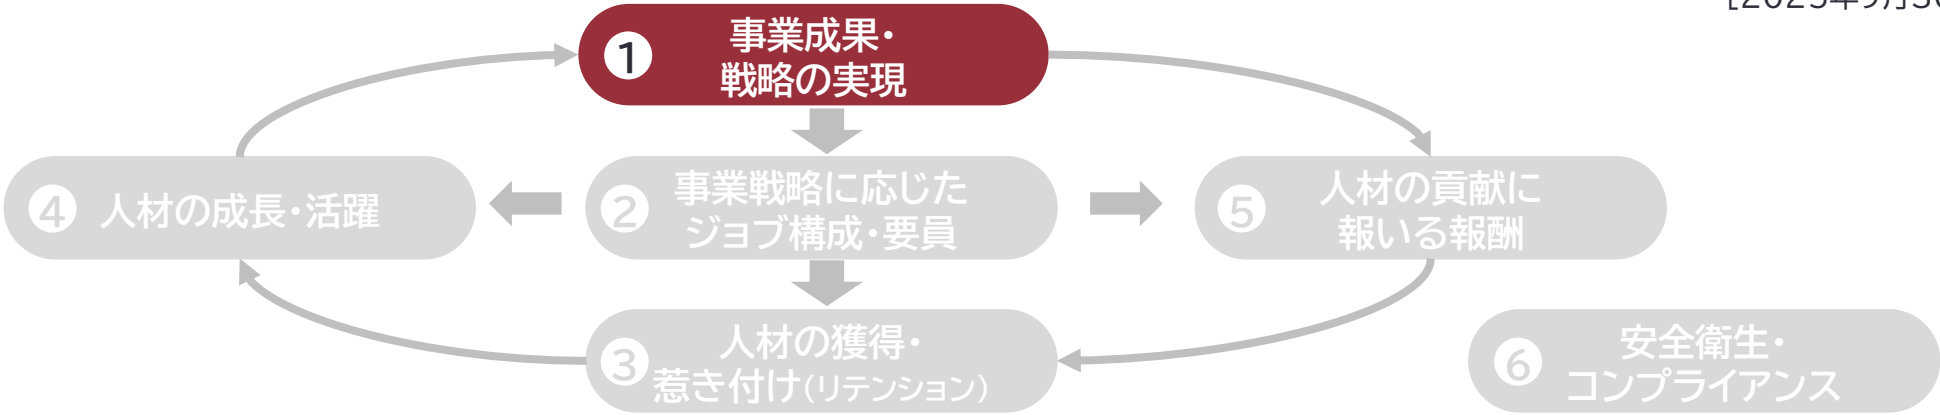 ❶ 事業成果・
戦略の実現
④ 人材の成長・活躍
② 事業戦略に応じた
ジョブ構成・要員
⑤ 人材の貢献に
報いる報酬
③ 人材の獲得・
惹き付け(リテンション)
⑥ 安全衛生・
コンプライアンス